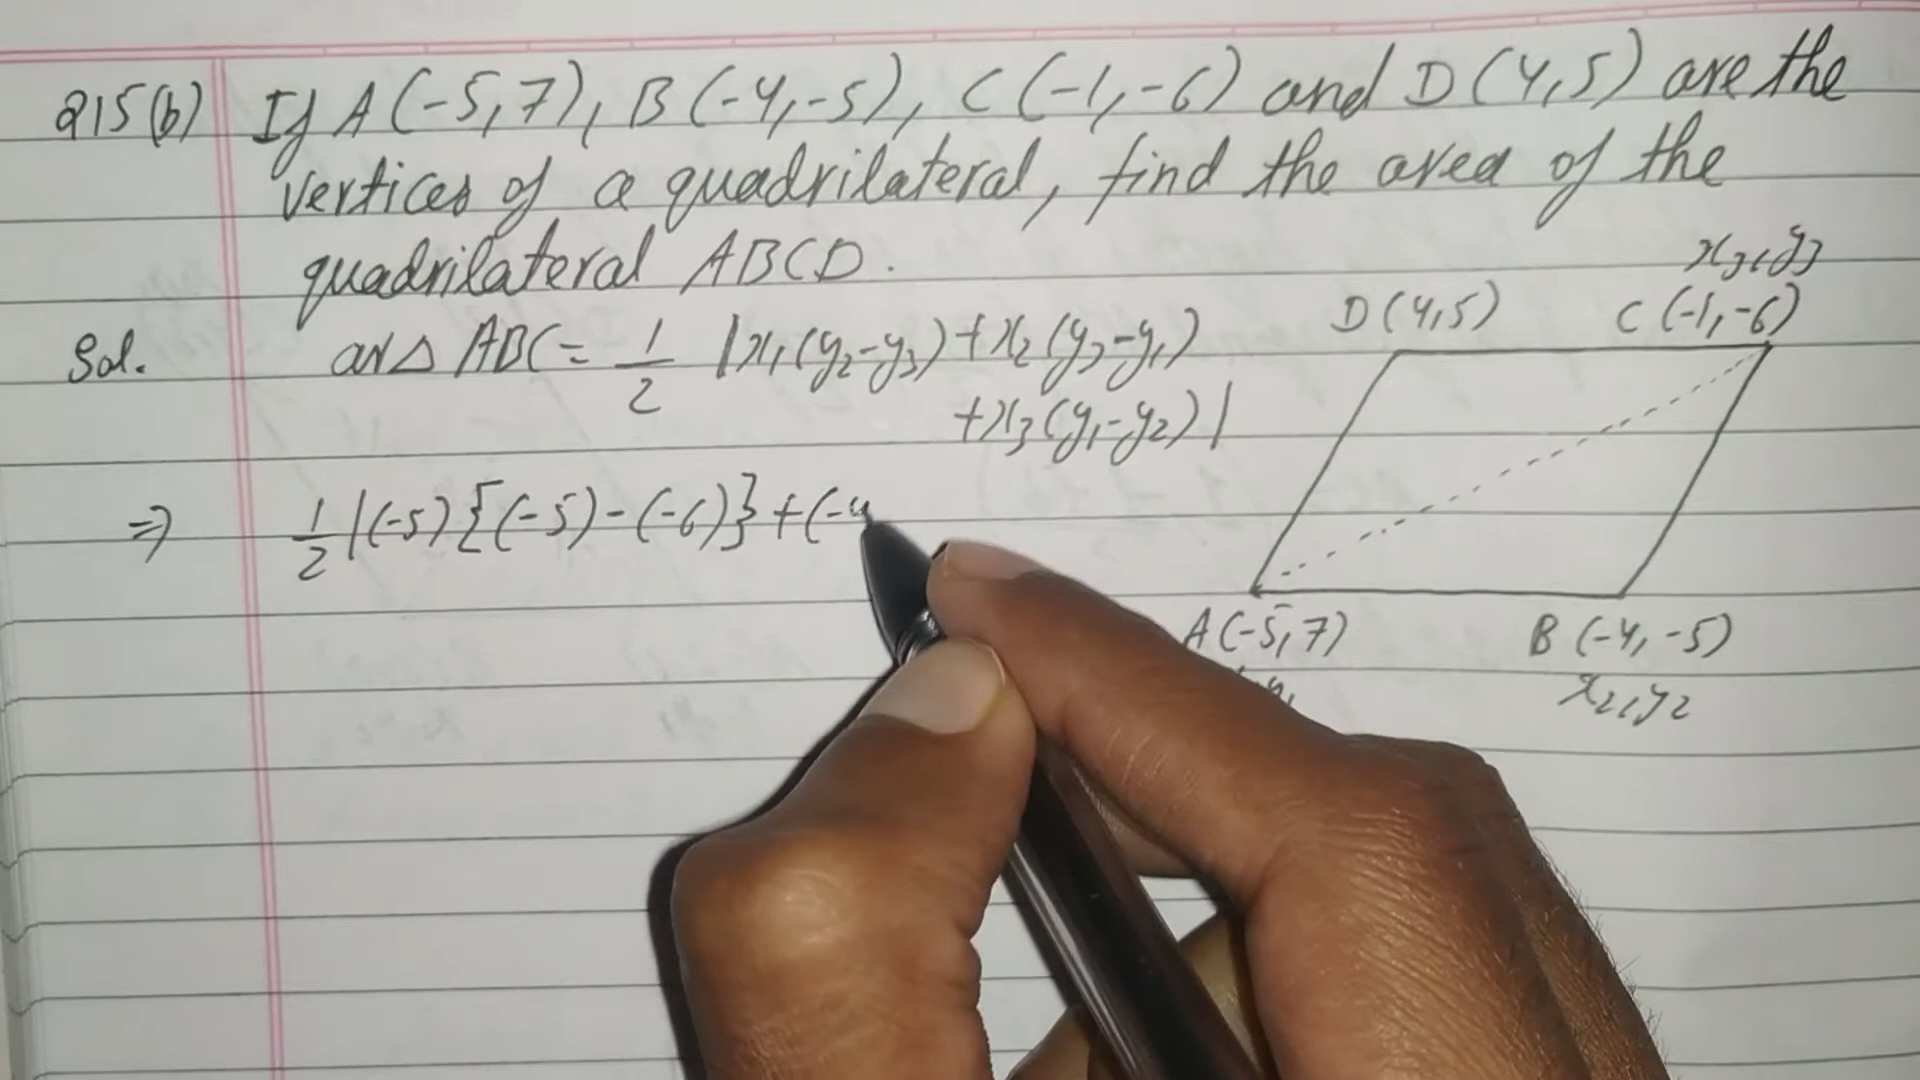 Q15(b) If A(-5,7), B(-4,-5), C(-1,-6) and D(4,5) are the
vertices of a quadrilateral, find the area of the
quadrilateral ABCD.
Sol. ar △ ABC = 1/2 |x₁(y₂-y₃)+x₂(y₃-y₁)
+x₃(y₁-y₂)|
⇒ 1/2 |(-5){(-5)-(-6)}+(-4
x₃,y₃
D(4,5) C(-1,-6)
A(-5,7) B(-4,-5)
y₁ x₂,y₂